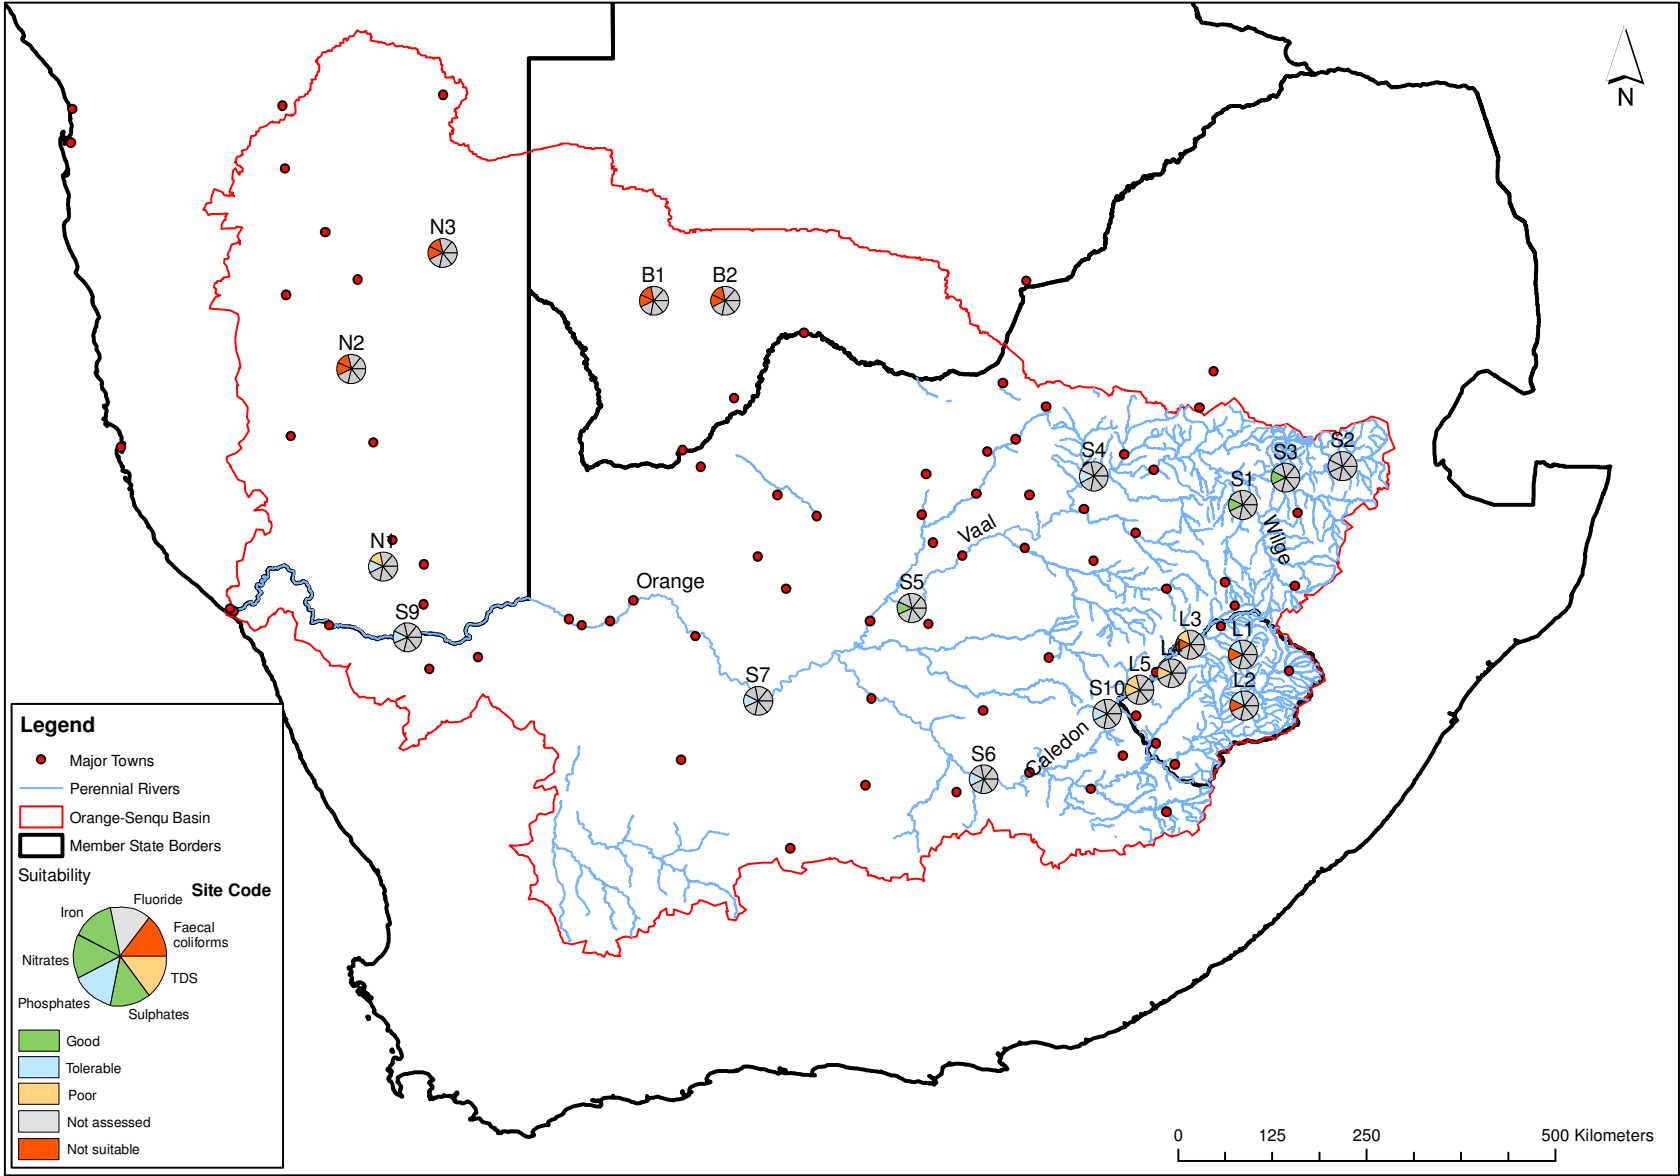 N
N3
B1
B2
N2
S4
S3
S2
S1
Vaal
Wilge
N1
Orange
S5
S9
L3
L1
L4
L5
L2
S7
S10
Caledon
S6
Legend
Major Towns
Perennial Rivers
Orange-Senqu Basin
Member State Borders
Suitability
Site Code
Fluoride
Iron
Faecal
coliforms
Nitrates
TDS
Phosphates
Sulphates
Good
Tolerable
Poor
Not assessed
Not suitable
0 125 250 500 Kilometers